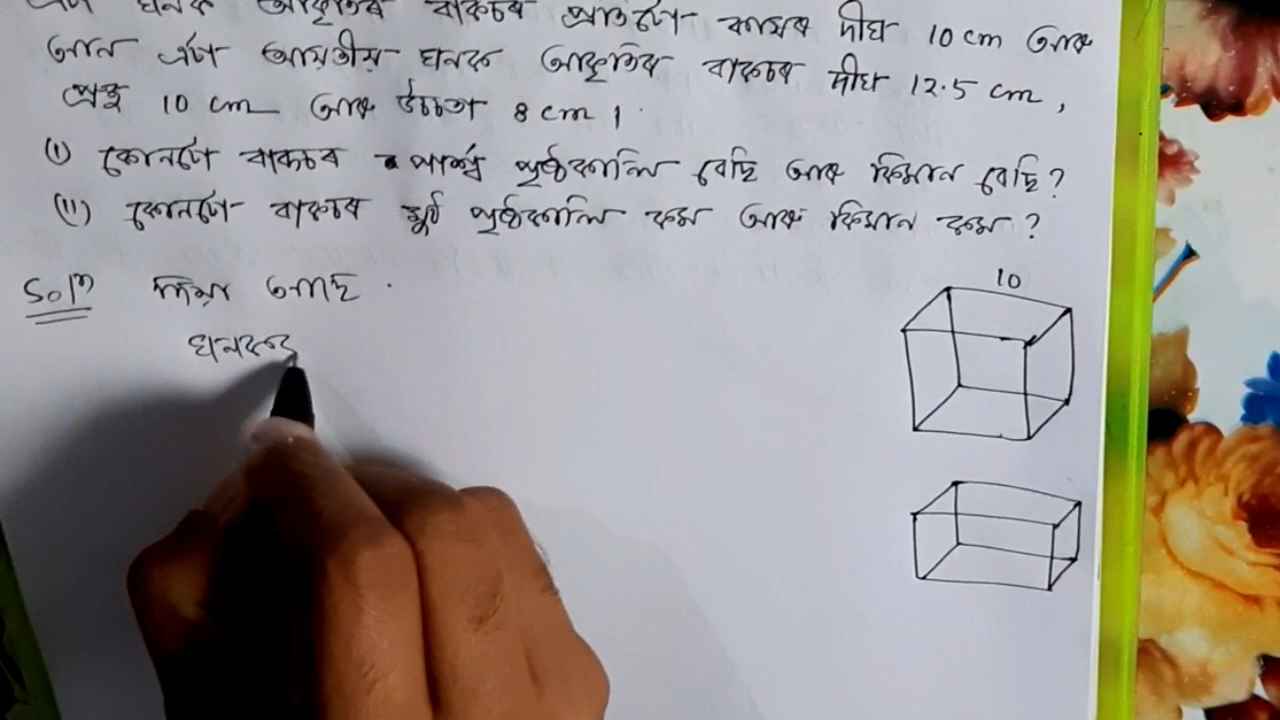 এটা ঘনক আকৃতিৰ বাকচৰ প্ৰতিটো কাষৰ দীঘ 10 cm আৰু
আন এটা আয়তীয় ঘনক আকৃতিৰ বাকচৰ দীঘ 12.5 cm,
প্ৰস্থ 10 cm আৰু উচ্চতা 8 cm।
(i) কোনটো বাকচৰ পাৰ্শ্ব পৃষ্ঠকালি বেছি আৰু কিমান বেছি?
(ii) কোনটো বাকচৰ মুঠ পৃষ্ঠকালি কম আৰু কিমান কম?
Solⁿ দিয়া আছে
ঘনকৰ
10